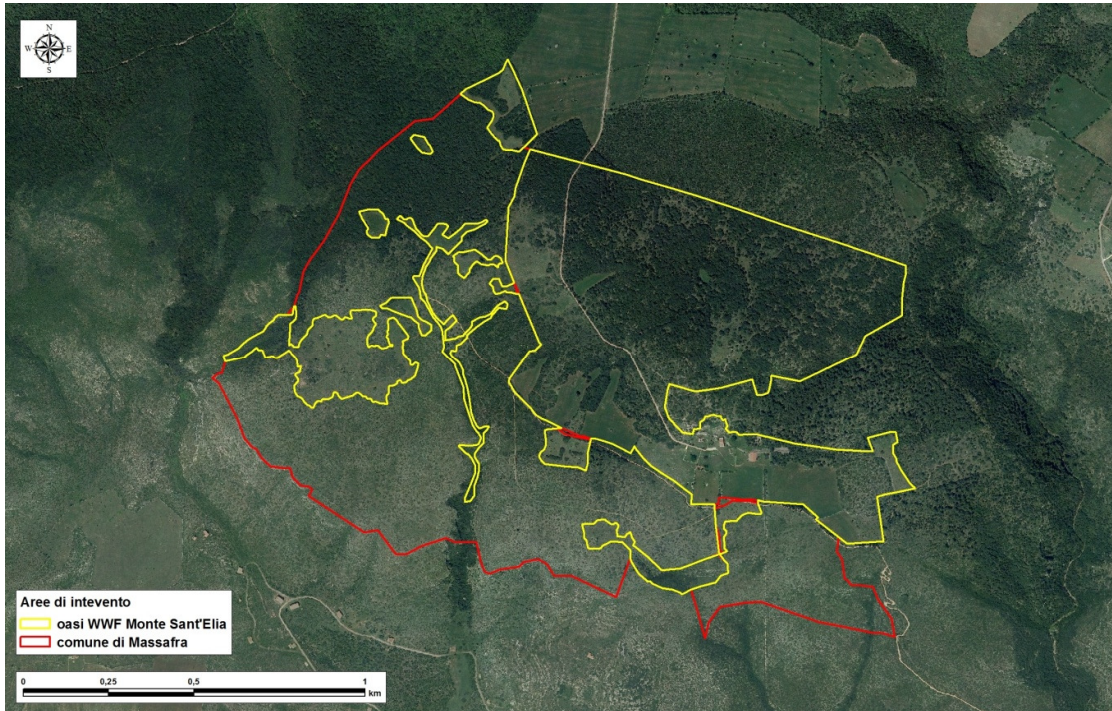 N
W E
S
Aree di intevento
oasi WWF Monte Sant'Elia
comune di Massafra
0 0,25 0,5 1
km